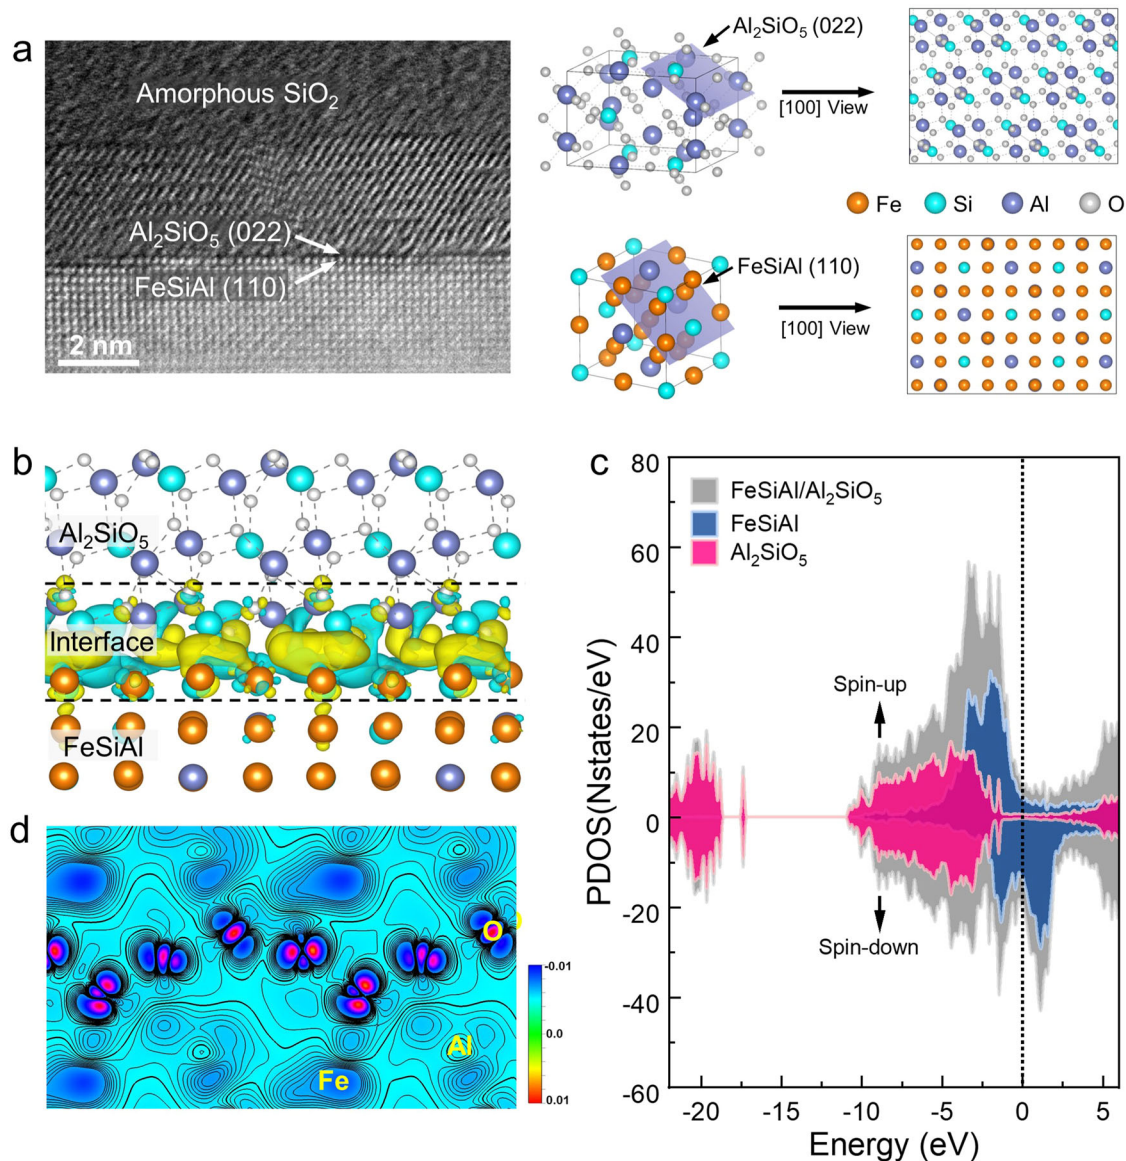 a
Amorphous SiO₂
Al₂SiO₅ (022)
FeSiAl (110)
2 nm
Al₂SiO₅ (022)
[100] View
Fe Si Al O
FeSiAl (110)
[100] View
b
Al₂SiO₅
Interface
FeSiAl
c
80
60
40
20
0
-20
-40
-60
PDOS(Nstates/eV)
FeSiAl/Al₂SiO₅
FeSiAl
Al₂SiO₅
Spin-up
Spin-down
-20 -15 -10 -5 0 5
Energy (eV)
d
O
Al
Fe
-0.01
0.0
0.01